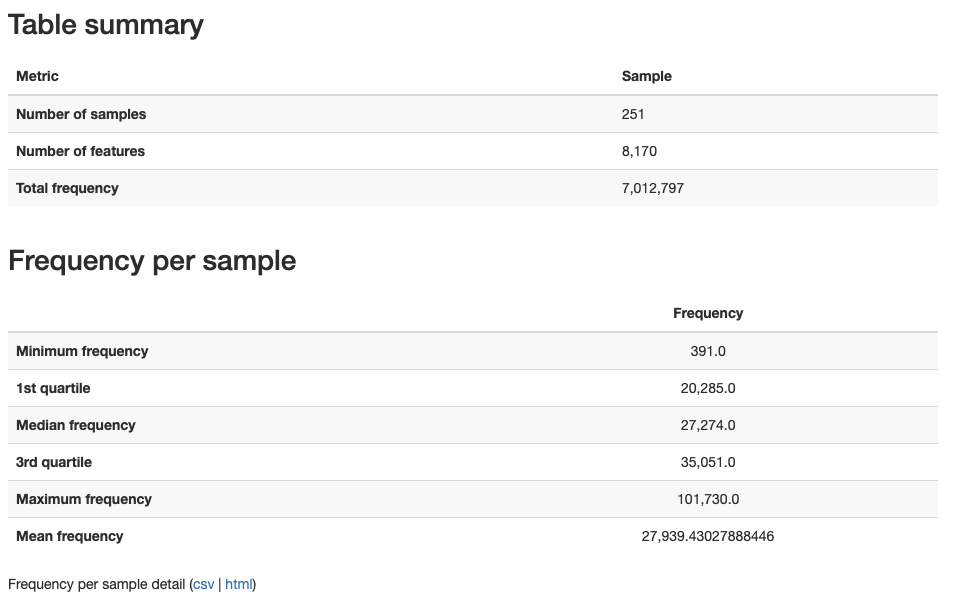 Table summary
Metric Sample
Number of samples 251
Number of features 8,170
Total frequency 7,012,797
Frequency per sample
Frequency
Minimum frequency 391.0
1st quartile 20,285.0
Median frequency 27,274.0
3rd quartile 35,051.0
Maximum frequency 101,730.0
Mean frequency 27,939.43027888446
Frequency per sample detail (csv | html)